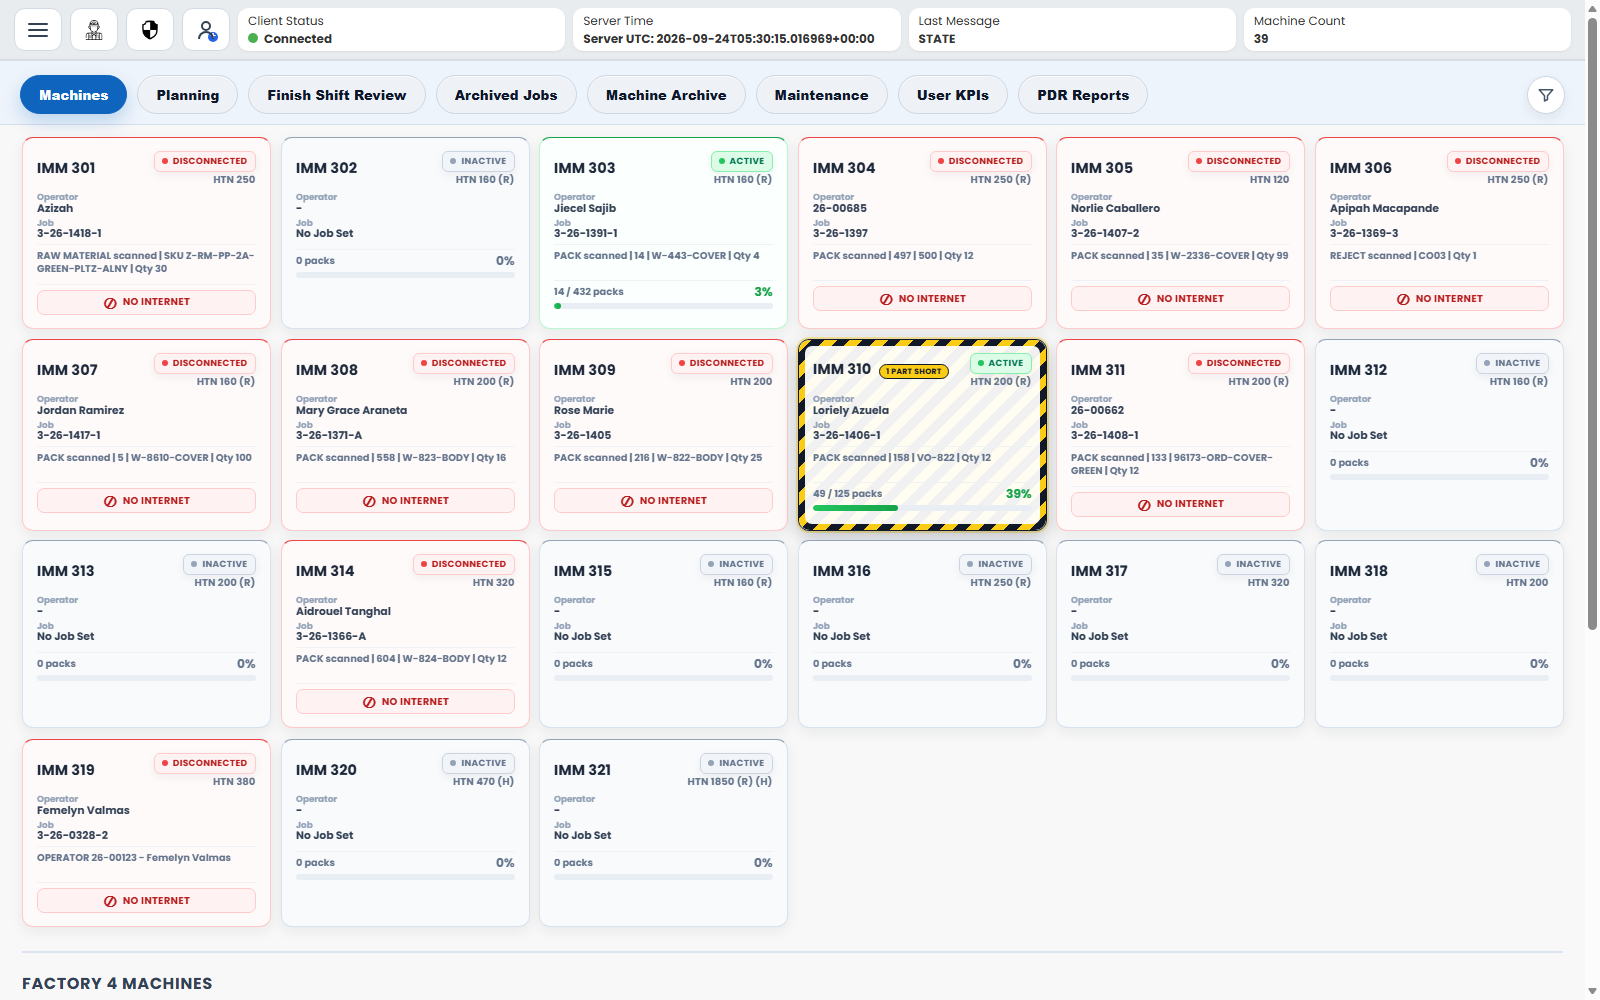 Client Status
Connected
Server Time
Server UTC: 2026-09-24T05:30:15.016969+00:00
Last Message
STATE
Machine Count
39
Machines
Planning
Finish Shift Review
Archived Jobs
Machine Archive
Maintenance
User KPIs
PDR Reports
IMM 301
DISCONNECTED
HTN 250
Operator
Azizah
Job
3-26-1418-1
RAW MATERIAL scanned | SKU Z-RM-PP-2A-
GREEN-PLTZ-ALNY | Qty 30
NO INTERNET
IMM 302
INACTIVE
HTN 160 (R)
Operator
-
Job
No Job Set
0 packs
0%
IMM 303
ACTIVE
HTN 160 (R)
Operator
Jiecel Sajib
Job
3-26-1391-1
PACK scanned | 14 | W-443-COVER | Qty 4
14 / 432 packs
3%
IMM 304
DISCONNECTED
HTN 250 (R)
Operator
26-00685
Job
3-26-1397
PACK scanned | 497 | 500 | Qty 12
NO INTERNET
IMM 305
DISCONNECTED
HTN 120
Operator
Norlie Caballero
Job
3-26-1407-2
PACK scanned | 35 | W-2336-COVER | Qty 99
NO INTERNET
IMM 306
DISCONNECTED
HTN 250 (R)
Operator
Apipah Macapande
Job
3-26-1369-3
REJECT scanned | CO03 | Qty 1
NO INTERNET
IMM 307
DISCONNECTED
HTN 160 (R)
Operator
Jordan Ramirez
Job
3-26-1417-1
PACK scanned | 5 | W-8610-COVER | Qty 100
NO INTERNET
IMM 308
DISCONNECTED
HTN 200 (R)
Operator
Mary Grace Araneta
Job
3-26-1371-A
PACK scanned | 558 | W-823-BODY | Qty 16
NO INTERNET
IMM 309
DISCONNECTED
HTN 200
Operator
Rose Marie
Job
3-26-1405
PACK scanned | 216 | W-822-BODY | Qty 25
NO INTERNET
IMM 310
1 PART SHORT
ACTIVE
HTN 200 (R)
Operator
Loriely Azuela
Job
3-26-1406-1
PACK scanned | 158 | VO-822 | Qty 12
49 / 125 packs
39%
IMM 311
DISCONNECTED
HTN 200 (R)
Operator
26-00662
Job
3-26-1408-1
PACK scanned | 133 | 96173-ORD-COVER-
GREEN | Qty 12
NO INTERNET
IMM 312
INACTIVE
HTN 160 (R)
Operator
-
Job
No Job Set
0 packs
0%
IMM 313
INACTIVE
HTN 200 (R)
Operator
-
Job
No Job Set
0 packs
0%
IMM 314
DISCONNECTED
HTN 320
Operator
Aidrouel Tanghal
Job
3-26-1366-A
PACK scanned | 604 | W-824-BODY | Qty 12
NO INTERNET
IMM 315
INACTIVE
HTN 160 (R)
Operator
-
Job
No Job Set
0 packs
0%
IMM 316
INACTIVE
HTN 250 (R)
Operator
-
Job
No Job Set
0 packs
0%
IMM 317
INACTIVE
HTN 320
Operator
-
Job
No Job Set
0 packs
0%
IMM 318
INACTIVE
HTN 200
Operator
-
Job
No Job Set
0 packs
0%
IMM 319
DISCONNECTED
HTN 380
Operator
Femelyn Valmas
Job
3-26-0328-2
OPERATOR 26-00123 - Femelyn Valmas
NO INTERNET
IMM 320
INACTIVE
HTN 470 (H)
Operator
-
Job
No Job Set
0 packs
0%
IMM 321
INACTIVE
HTN 1850 (R) (H)
Operator
-
Job
No Job Set
0 packs
0%
FACTORY 4 MACHINES